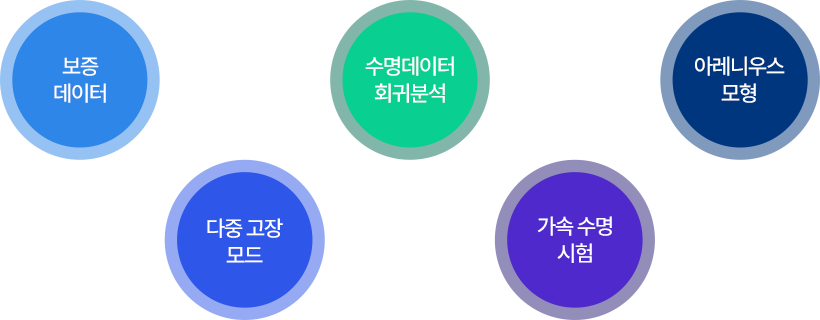 보증
데이터
다중 고장
모드
수명데이터
회귀분석
가속 수명
시험
아레니우스
모형